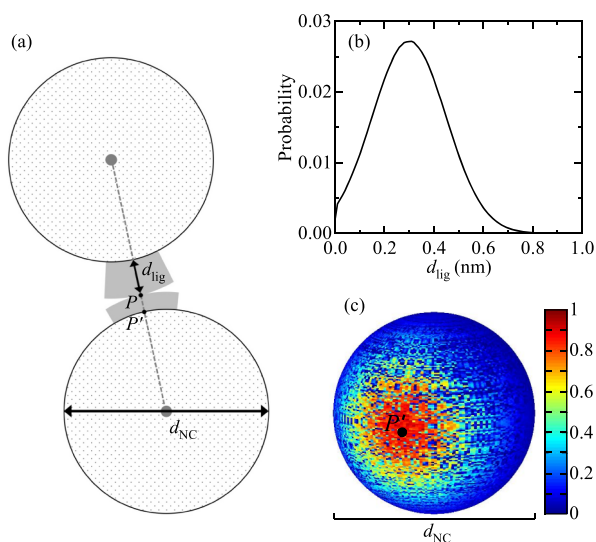 (a)
d_lig
P
P'
d_NC
(b)
Probability
0.03
0.02
0.01
0.00
0.0 0.2 0.4 0.6 0.8 1.0
d_lig (nm)
(c)
P'
d_NC
1
0.8
0.6
0.4
0.2
0